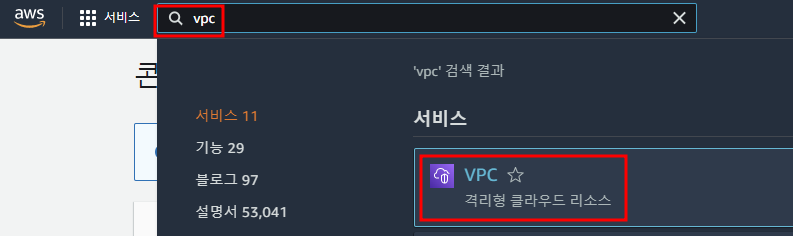 aws 서비스 vpc
콘
'vpc' 검색 결과
서비스 11
서비스
기능 29
VPC
블로그 97
격리형 클라우드 리소스
설명서 53,041